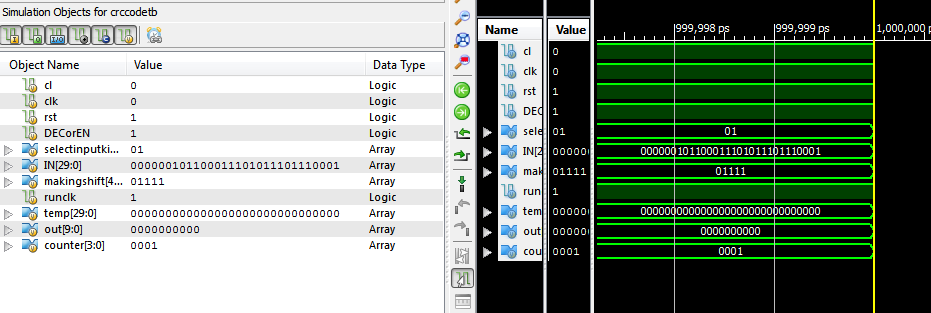 Simulation Objects for crccodetb
Object Name Value Data Type
cl 0 Logic
clk 0 Logic
rst 1 Logic
DECorEN 1 Logic
selectinputki... 01 Array
IN[29:0] 000000101100011101011101110001 Array
makingshift[4... 01111 Array
runclk 1 Logic
temp[29:0] 000000000000000000000000000000 Array
out[9:0] 0000000000 Array
counter[3:0] 0001 Array
Name Value
999,998 ps 999,999 ps 1,000,000 ps
cl 0
clk 0
rst 1
DEC 1
sele 01 01
IN[2 000000 000000101100011101011101110001
mak 01111 01111
run 1
tem 000000 000000000000000000000000000000
out 000000 0000000000
cou 0001 0001